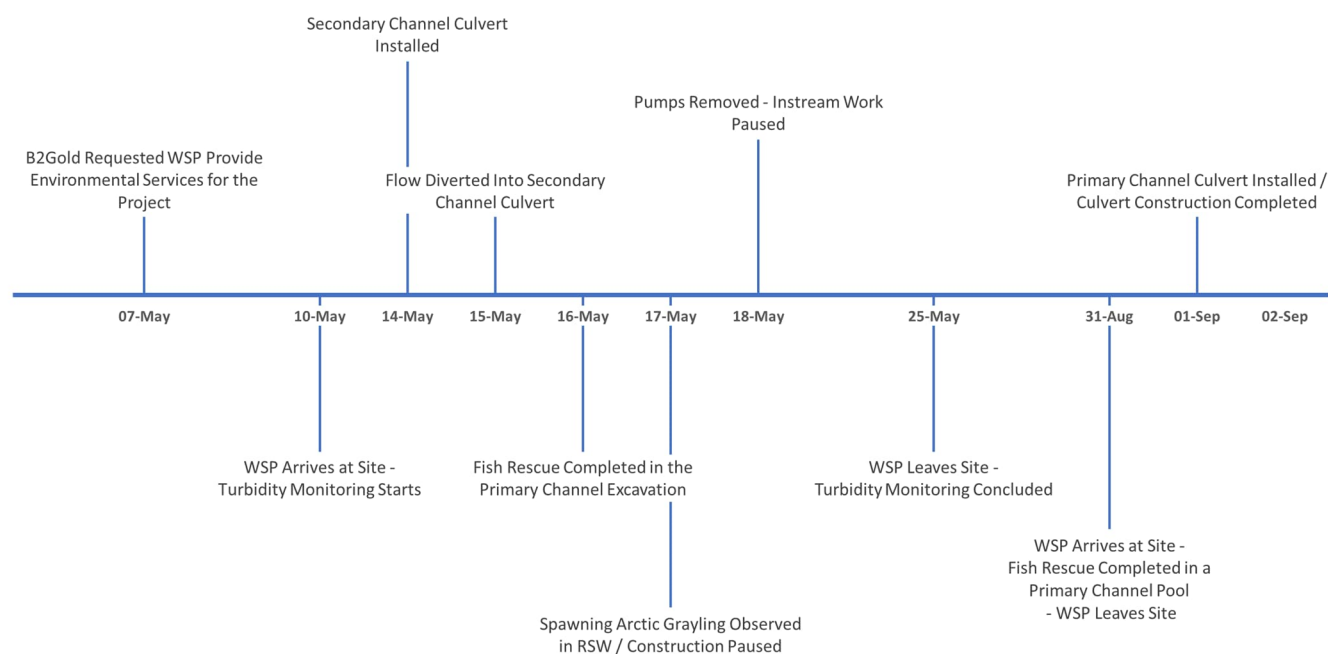 Secondary Channel Culvert
Installed
Pumps Removed - Instream Work
Paused
B2Gold Requested WSP Provide
Environmental Services for the
Project
Flow Diverted Into Secondary
Channel Culvert
Primary Channel Culvert Installed /
Culvert Construction Completed
07-May
10-May
14-May
15-May
16-May
17-May
18-May
25-May
31-Aug
01-Sep
02-Sep
WSP Arrives at Site -
Turbidity Monitoring Starts
Fish Rescue Completed in the
Primary Channel Excavation
WSP Leaves Site -
Turbidity Monitoring Concluded
WSP Arrives at Site -
Fish Rescue Completed in a
Primary Channel Pool
- WSP Leaves Site
Spawning Arctic Grayling Observed
in RSW / Construction Paused